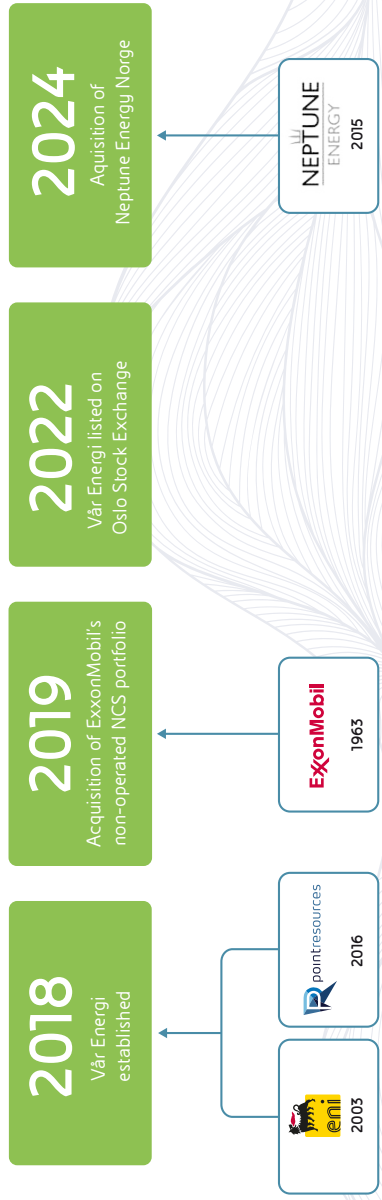 2018
Vår Energi
established
2019
Acquisition of ExxonMobil's
non-operated NCS portfolio
2022
Vår Energi listed on
Oslo Stock Exchange
2024
Aquisition of
Neptune Energy Norge
eni
2003
pointresources
2016
ExxonMobil
1963
NEPTUNE
ENERGY
2015